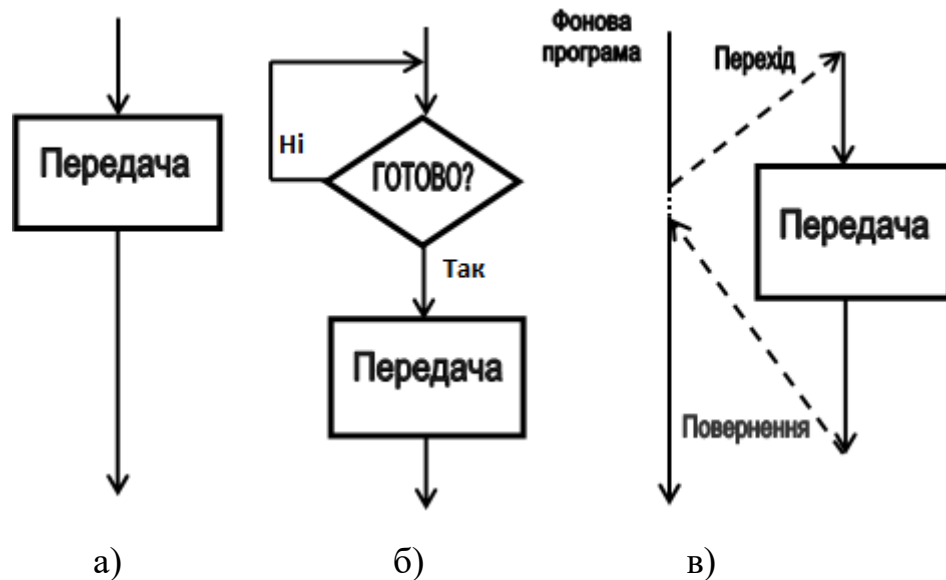 Передача
а)
Ні
ГОТОВО?
Так
Передача
б)
Фонова
програма
Перехід
Передача
Повернення
в)